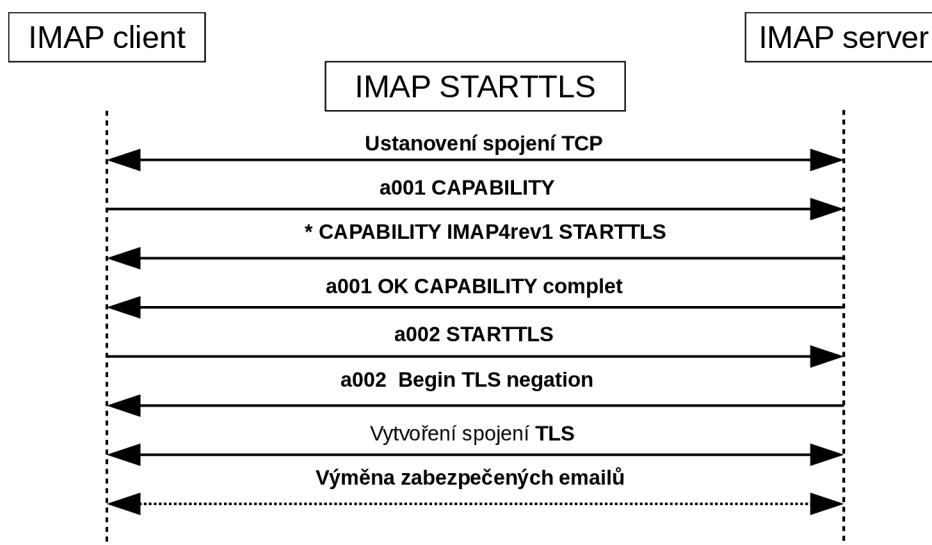 IMAP client
IMAP server
IMAP STARTTLS
Ustanovení spojení TCP
a001 CAPABILITY
* CAPABILITY IMAP4rev1 STARTTLS
a001 OK CAPABILITY complet
a002 STARTTLS
a002  Begin TLS negation
Vytvoření spojení TLS
Výměna zabezpečených emailů